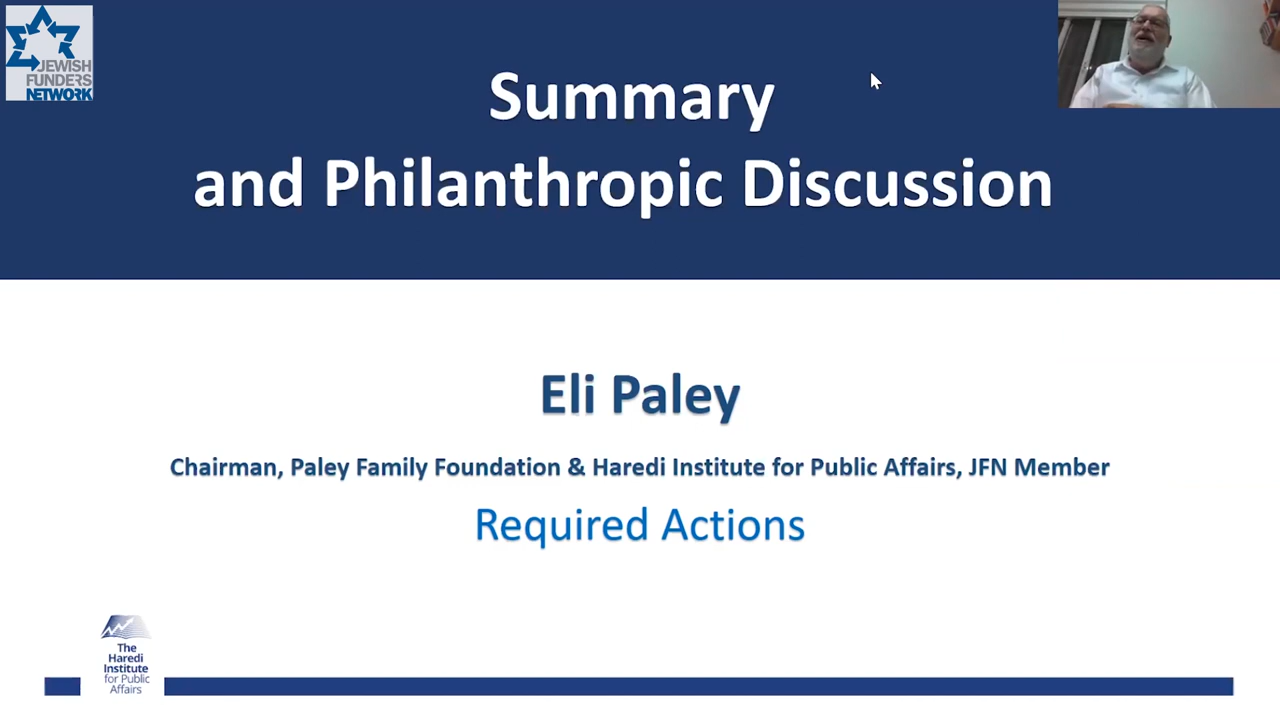 JEWISH
FUNDERS
NETWORK
Summary
and Philanthropic Discussion
Eli Paley
Chairman, Paley Family Foundation & Haredi Institute for Public Affairs, JFN Member
Required Actions
The
Haredi
Institute
for Public
Affairs